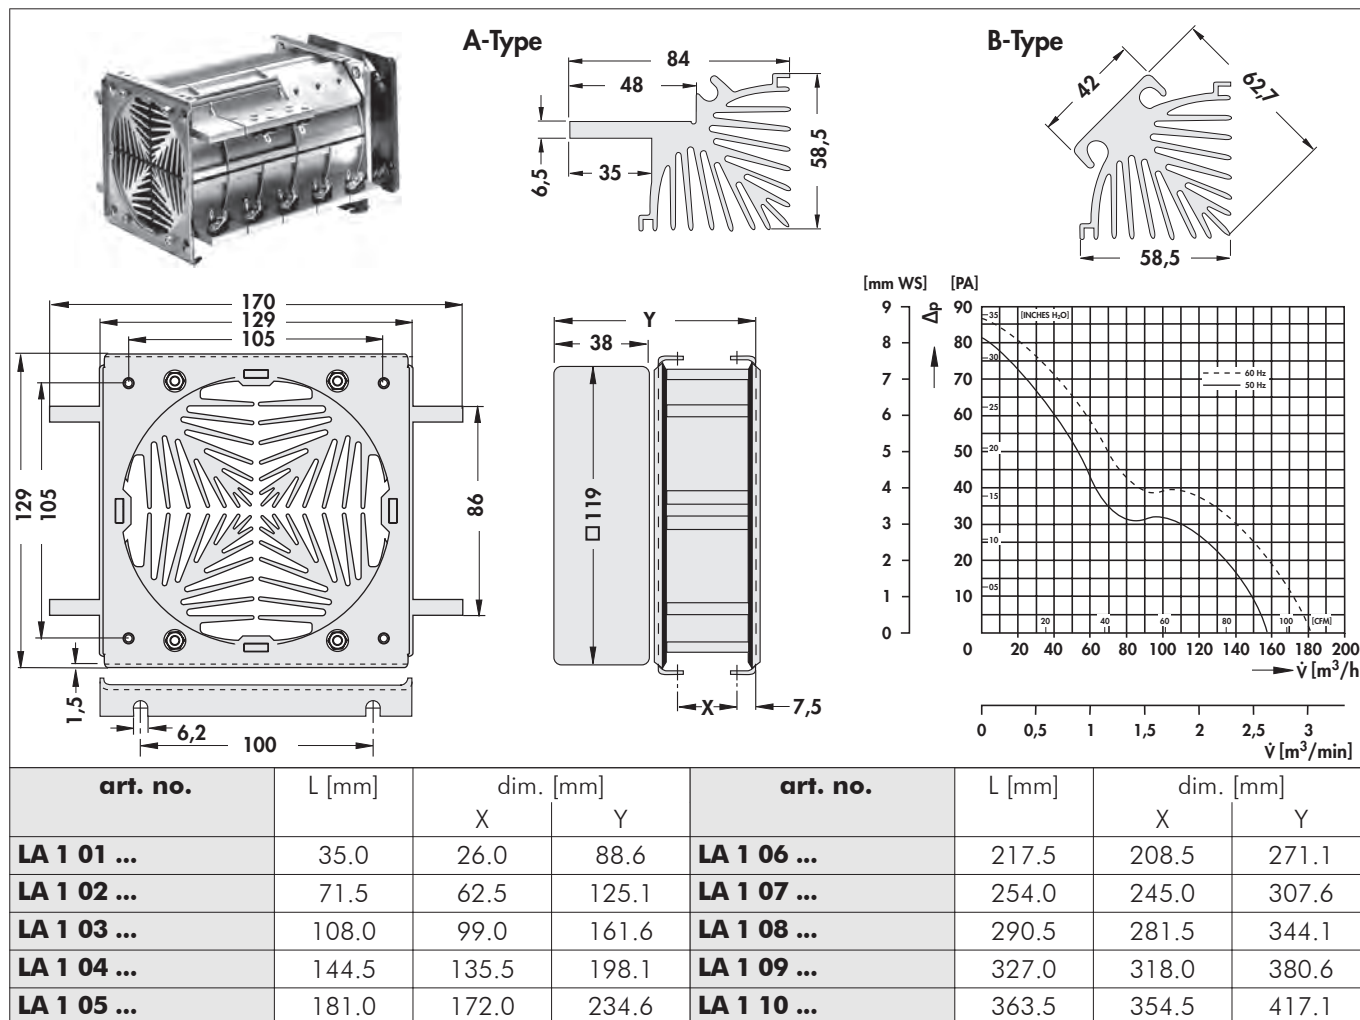 A-Type
84
48
35
6,5
58,5
B-Type
42
62,7
58,5
170
129
105
129
105
86
1,5
6,2
100
Y
38
□119
X
7,5
[mm WS] [PA]
Δp
9 90
8 80
7 70
6 60
5 50
4 40
3 30
2 20
1 10
0
35 [INCHES H₂O]
30
25
20
15
10
05
60 Hz
50 Hz
20 40 60 80 100 [CFM]
0 20 40 60 80 100 120 140 160 180 200
V̇ [m³/h
0 0,5 1 1,5 2 2,5 3
V̇ [m³/min]
art. no. L [mm] dim. [mm] art. no. L [mm] dim. [mm]
X Y X Y
LA 1 01 ... 35.0 26.0 88.6 LA 1 06 ... 217.5 208.5 271.1
LA 1 02 ... 71.5 62.5 125.1 LA 1 07 ... 254.0 245.0 307.6
LA 1 03 ... 108.0 99.0 161.6 LA 1 08 ... 290.5 281.5 344.1
LA 1 04 ... 144.5 135.5 198.1 LA 1 09 ... 327.0 318.0 380.6
LA 1 05 ... 181.0 172.0 234.6 LA 1 10 ... 363.5 354.5 417.1